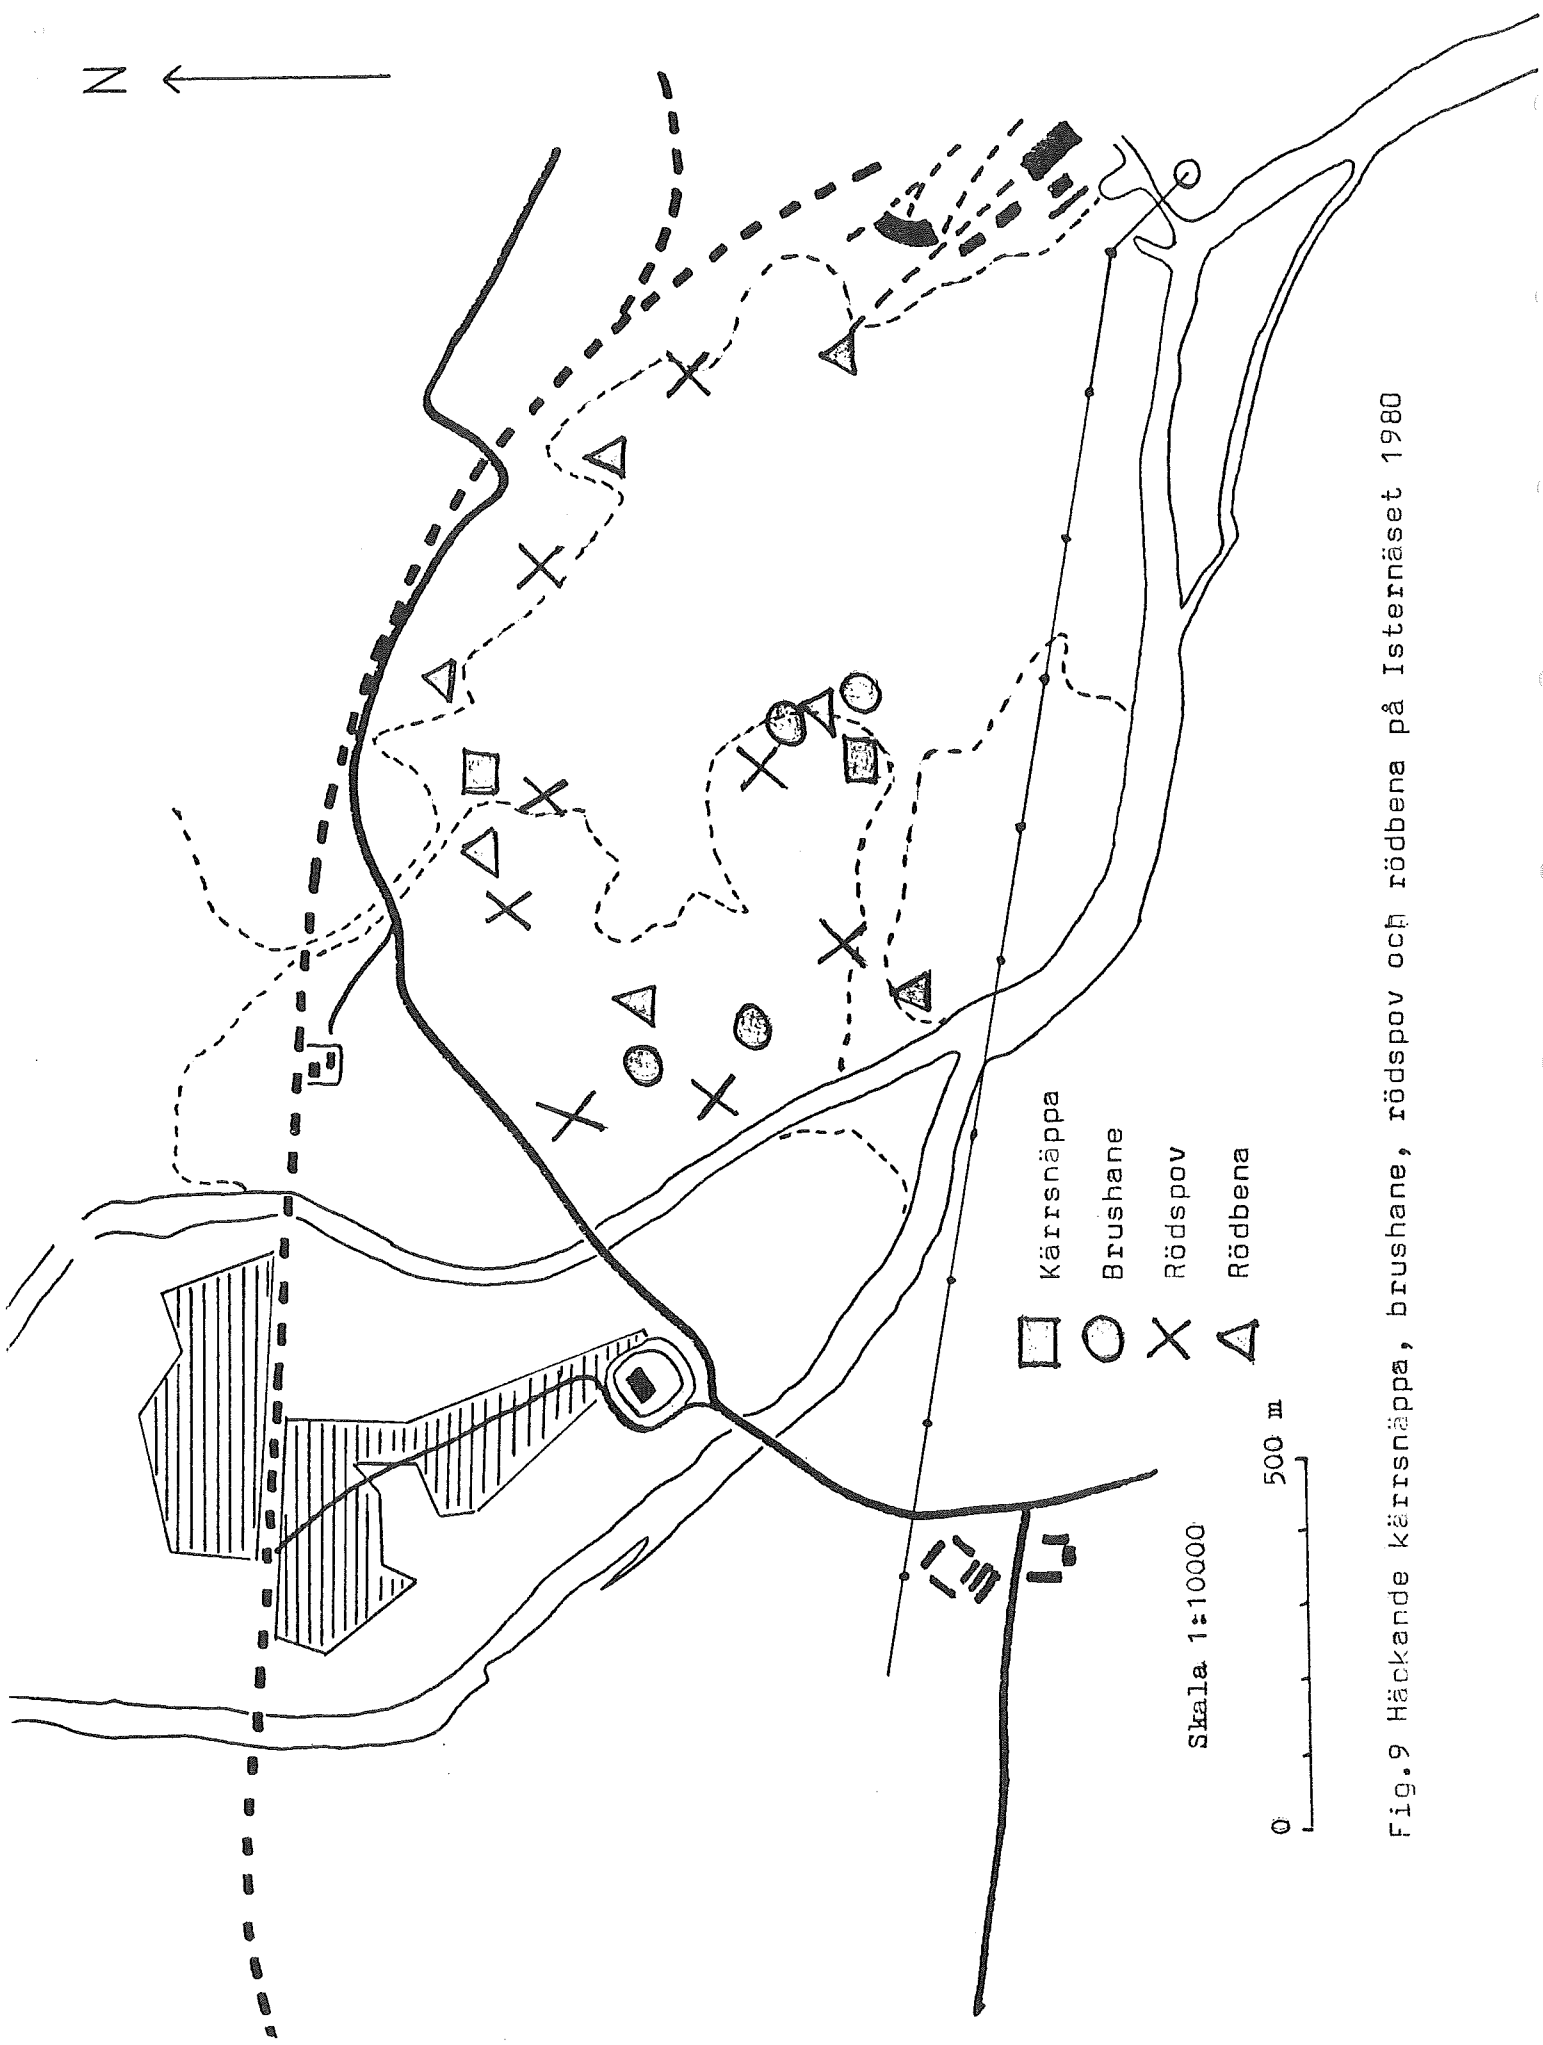 N
Kärrsnäppa
Brushane
Rödspov
Rödbena
Skala 1:10000
0 500 m
Fig.9 Häckande kärrsnäppa, brushane, rödspov och rödbena på Isternäset 1980